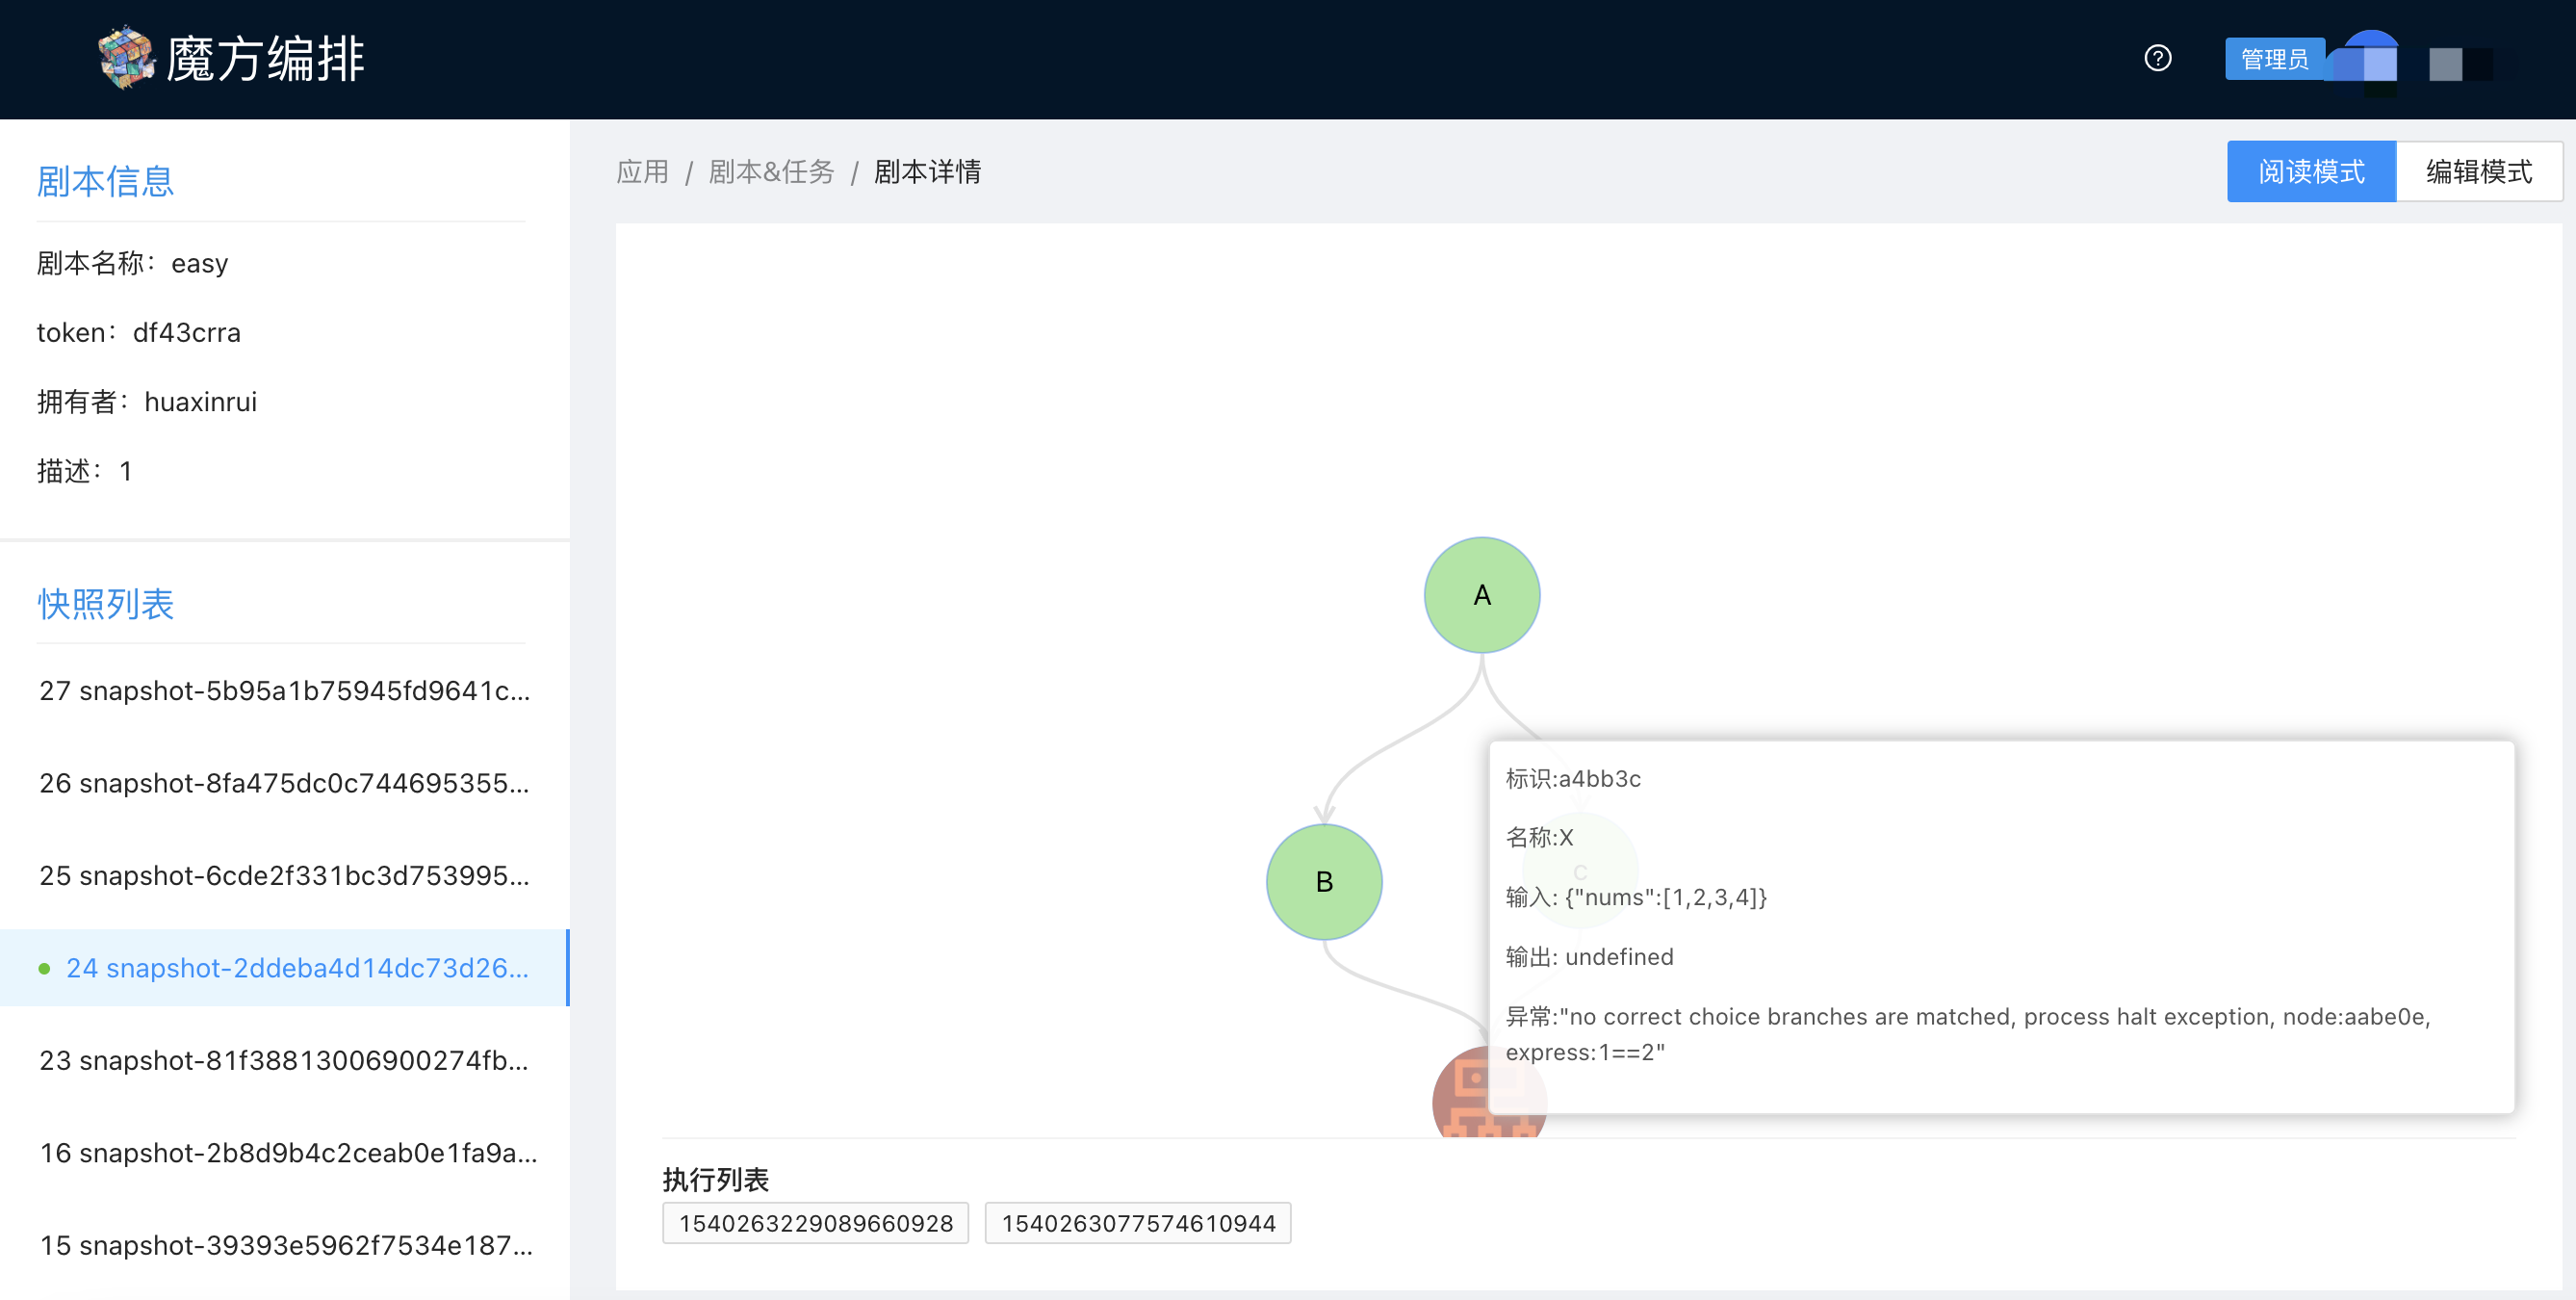 魔方编排
管理员
剧本信息
剧本名称：easy
token：df43crra
拥有者：huaxinrui
描述：1
快照列表
27 snapshot-5b95a1b75945fd9641c...
26 snapshot-8fa475dc0c744695355...
25 snapshot-6cde2f331bc3d753995...
24 snapshot-2ddeba4d14dc73d26...
23 snapshot-81f38813006900274fb...
16 snapshot-2b8d9b4c2ceab0e1fa9a...
15 snapshot-39393e5962f7534e187...
应用 / 剧本&任务 / 剧本详情
阅读模式
编辑模式
A
B
C
标识:a4bb3c
名称:X
输入: {"nums":[1,2,3,4]}
输出: undefined
异常:"no correct choice branches are matched, process halt exception, node:aabe0e,
express:1==2"
执行列表
1540263229089660928
1540263077574610944